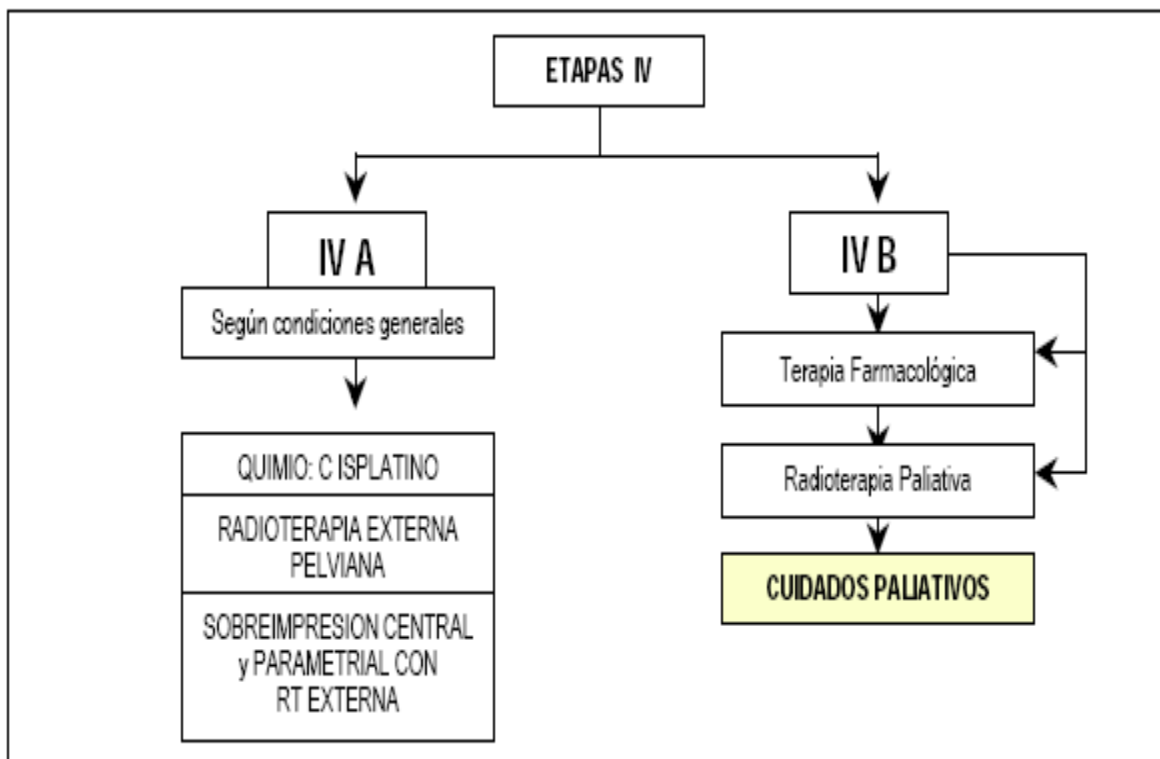 ETAPAS IV
IV A
Según condiciones generales
QUIMIO: C ISPLATINO
RADIOTERAPIA EXTERNA
PELVIANA
SOBREIMPRESION CENTRAL
y PARAMETRIAL CON
RT EXTERNA
IV B
Terapia Farmacológica
Radioterapia Paliativa
CUIDADOS PALIATIVOS